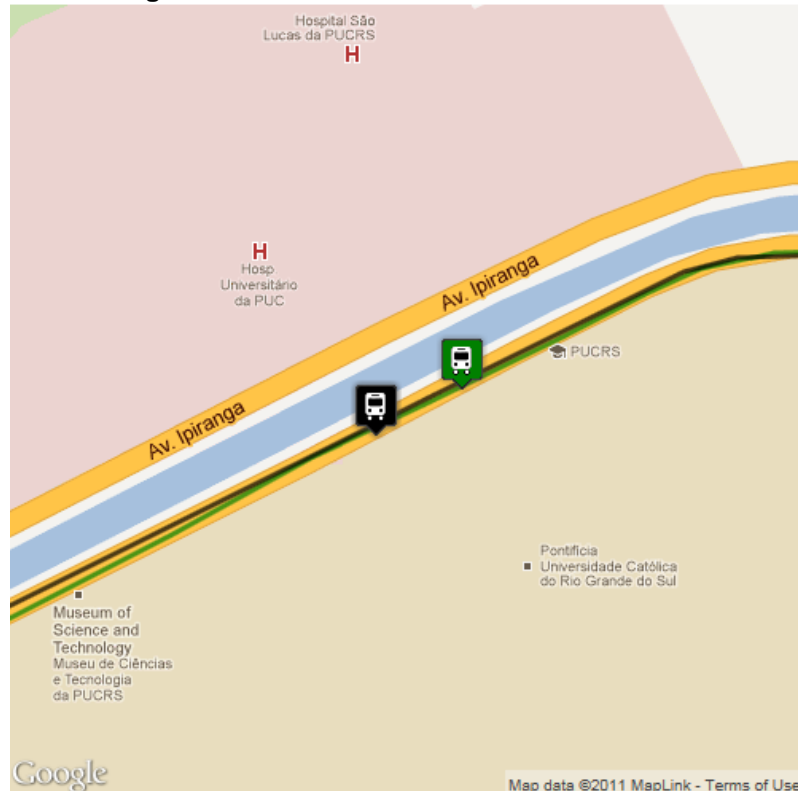 Hospital São
Lucas da PUCRS
H
H
Hosp
Universitário
da PUC
Av. Ipiranga
PUCRS
Av. Ipiranga
Pontifícia
Universidade Católica
do Rio Grande do Sul
Museum of
Science and
Technology
Museu de Ciências
e Tecnologia
da PUCRS
Google
Map data ©2011 MapLink - Terms of Use